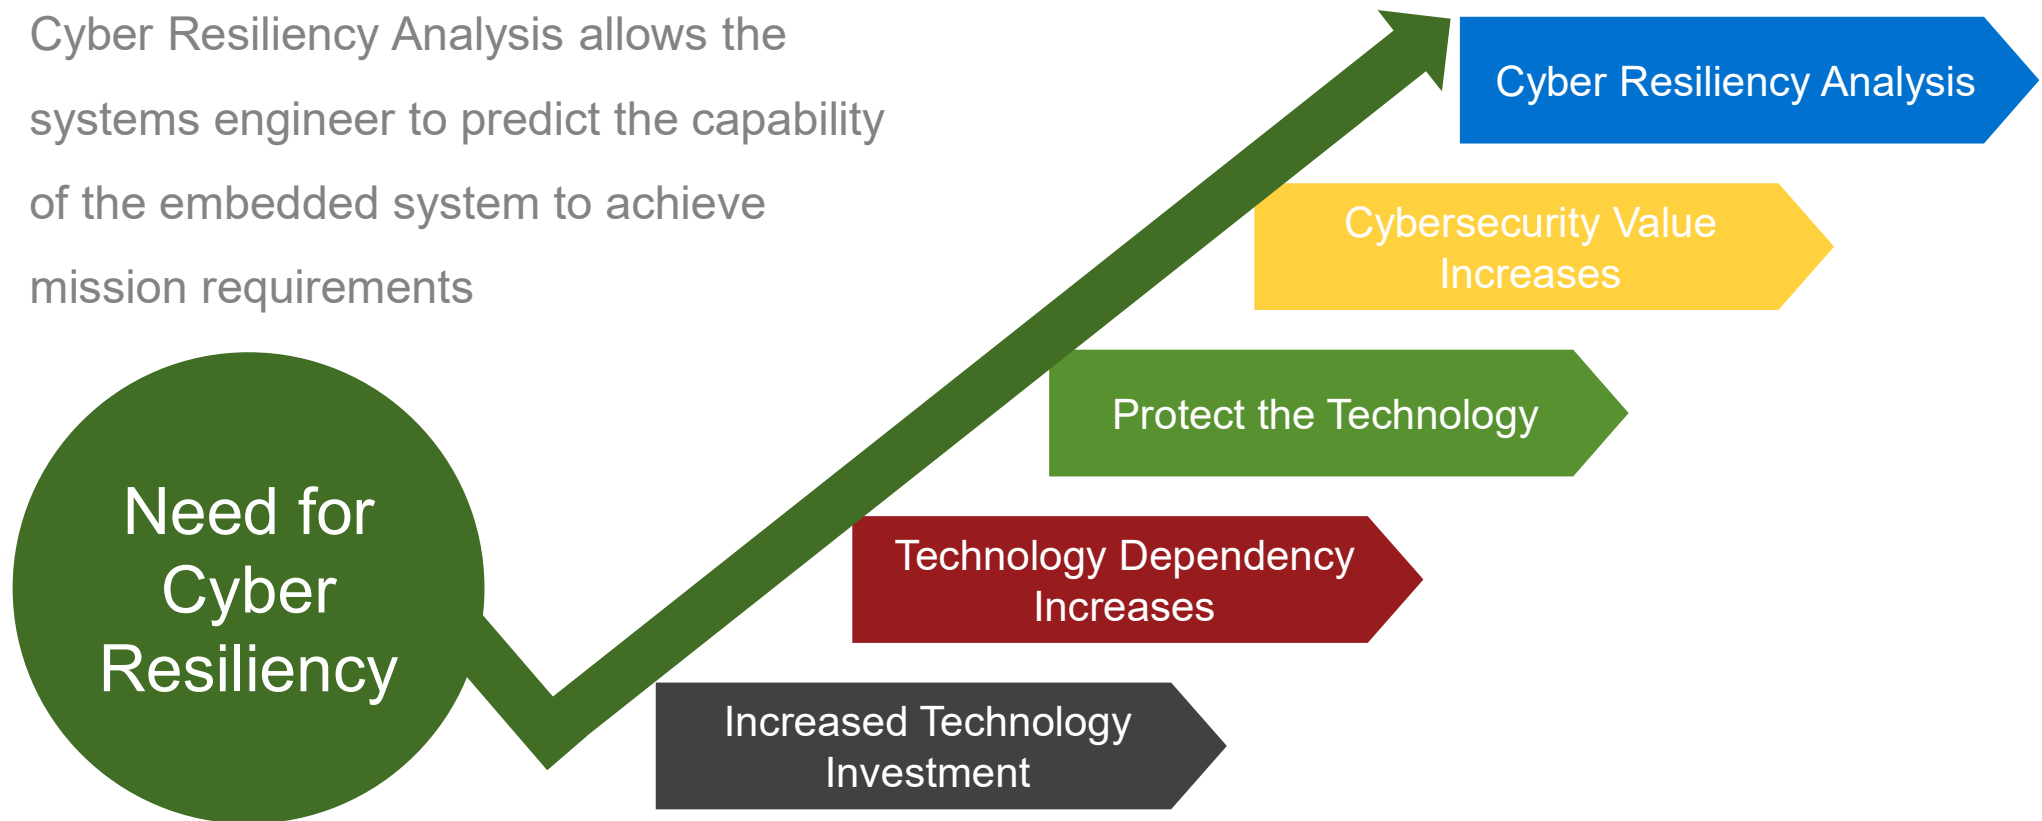 Cyber Resiliency Analysis allows the
systems engineer to predict the capability
of the embedded system to achieve
mission requirements
Cyber Resiliency Analysis
Cybersecurity Value
Increases
Protect the Technology
Technology Dependency
Increases
Increased Technology
Investment
Need for
Cyber
Resiliency